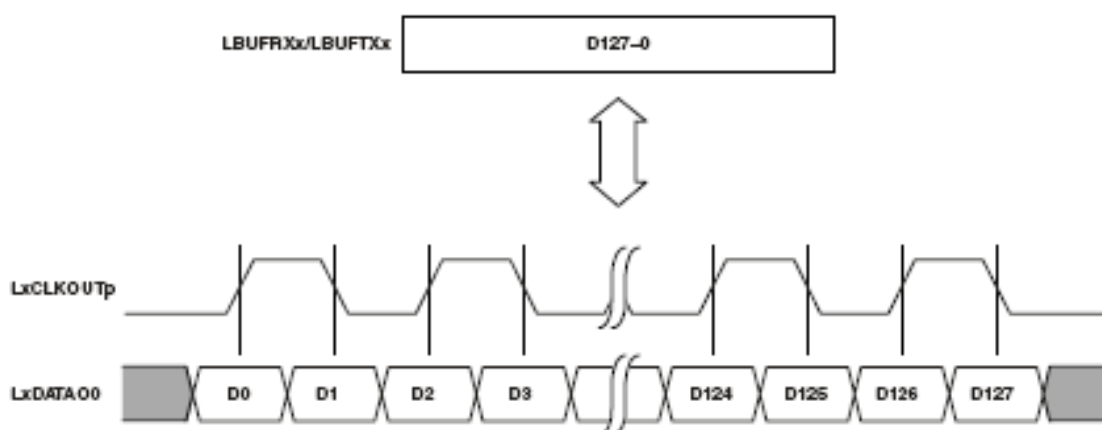 LBUFRXx/LBUFTXx D127–0
LxCLKOUTp
LxDATAO0 D0 D1 D2 D3 D124 D125 D126 D127